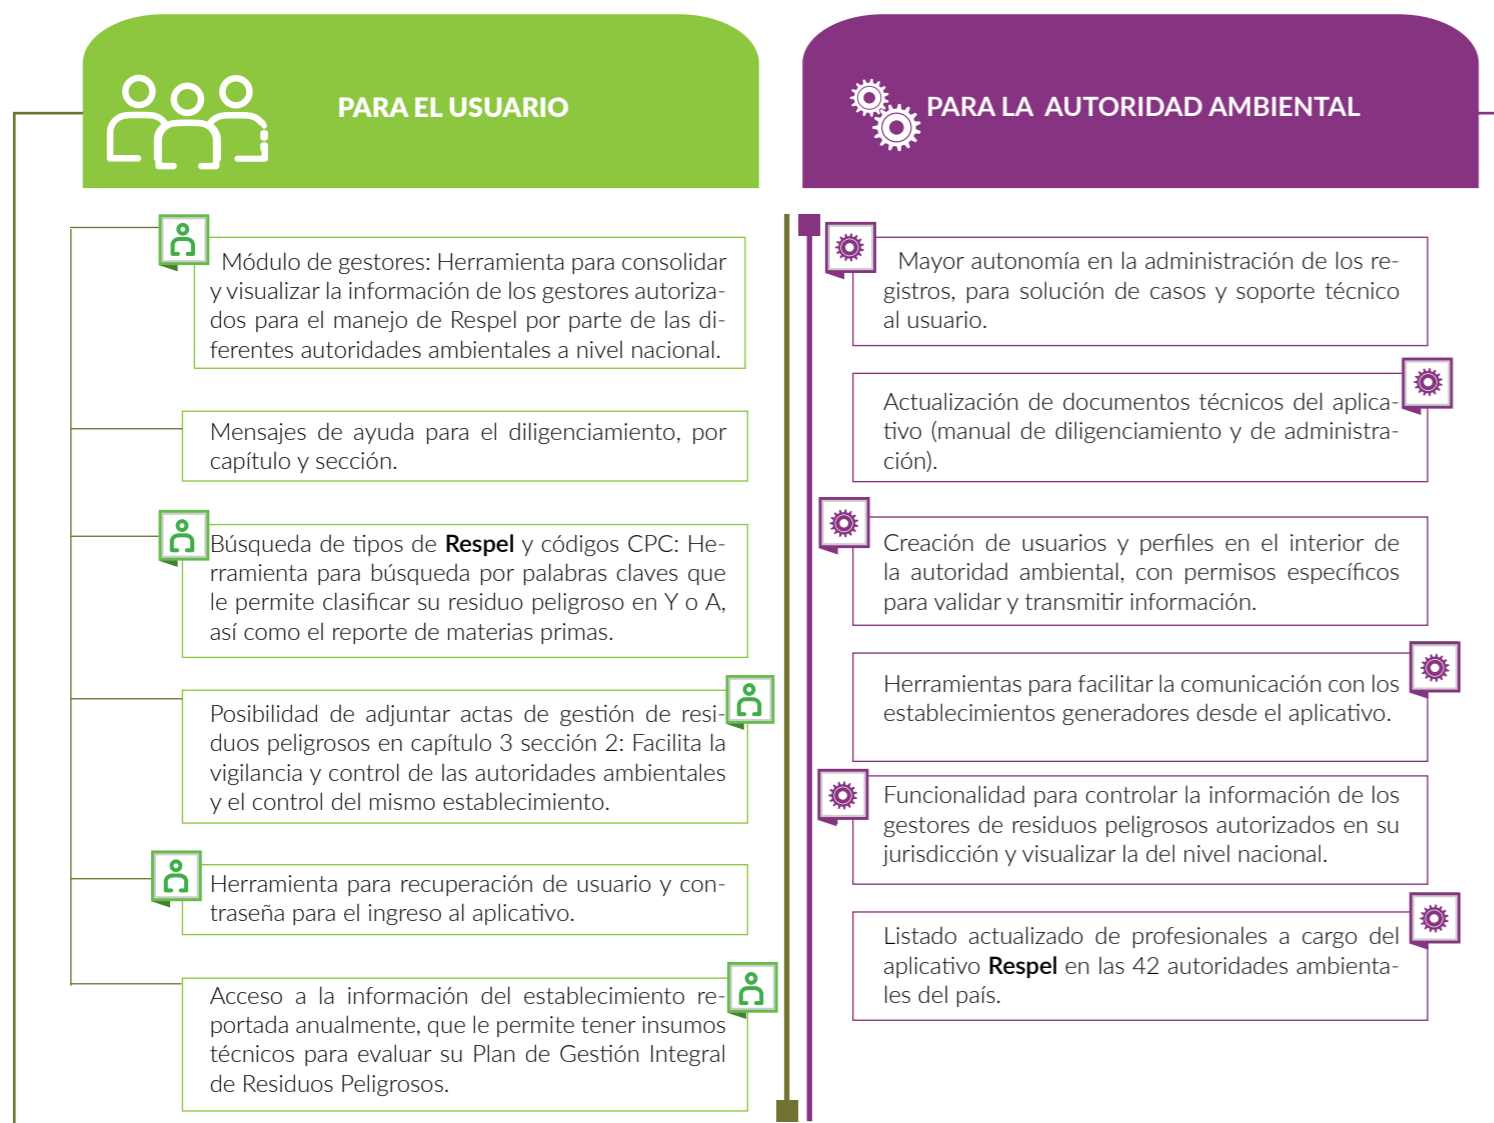 PARA EL USUARIO
Módulo de gestores: Herramienta para consolidar
y visualizar la información de los gestores autoriza-
dos para el manejo de Respel por parte de las di-
ferentes autoridades ambientales a nivel nacional.
Mensajes de ayuda para el diligenciamiento, por
capítulo y sección.
Búsqueda de tipos de Respel y códigos CPC: He-
rramienta para búsqueda por palabras claves que
le permite clasificar su residuo peligroso en Y o A,
así como el reporte de materias primas.
Posibilidad de adjuntar actas de gestión de resi-
duos peligrosos en capítulo 3 sección 2: Facilita la
vigilancia y control de las autoridades ambientales
y el control del mismo establecimiento.
Herramienta para recuperación de usuario y con-
traseña para el ingreso al aplicativo.
Acceso a la información del establecimiento re-
portada anualmente, que le permite tener insumos
técnicos para evaluar su Plan de Gestión Integral
de Residuos Peligrosos.
PARA LA AUTORIDAD AMBIENTAL
Mayor autonomía en la administración de los re-
gistros, para solución de casos y soporte técnico
al usuario.
Actualización de documentos técnicos del aplica-
tivo (manual de diligenciamiento y de administra-
ción).
Creación de usuarios y perfiles en el interior de
la autoridad ambiental, con permisos específicos
para validar y transmitir información.
Herramientas para facilitar la comunicación con los
establecimientos generadores desde el aplicativo.
Funcionalidad para controlar la información de los
gestores de residuos peligrosos autorizados en su
jurisdicción y visualizar la del nivel nacional.
Listado actualizado de profesionales a cargo del
aplicativo Respel en las 42 autoridades ambienta-
les del país.